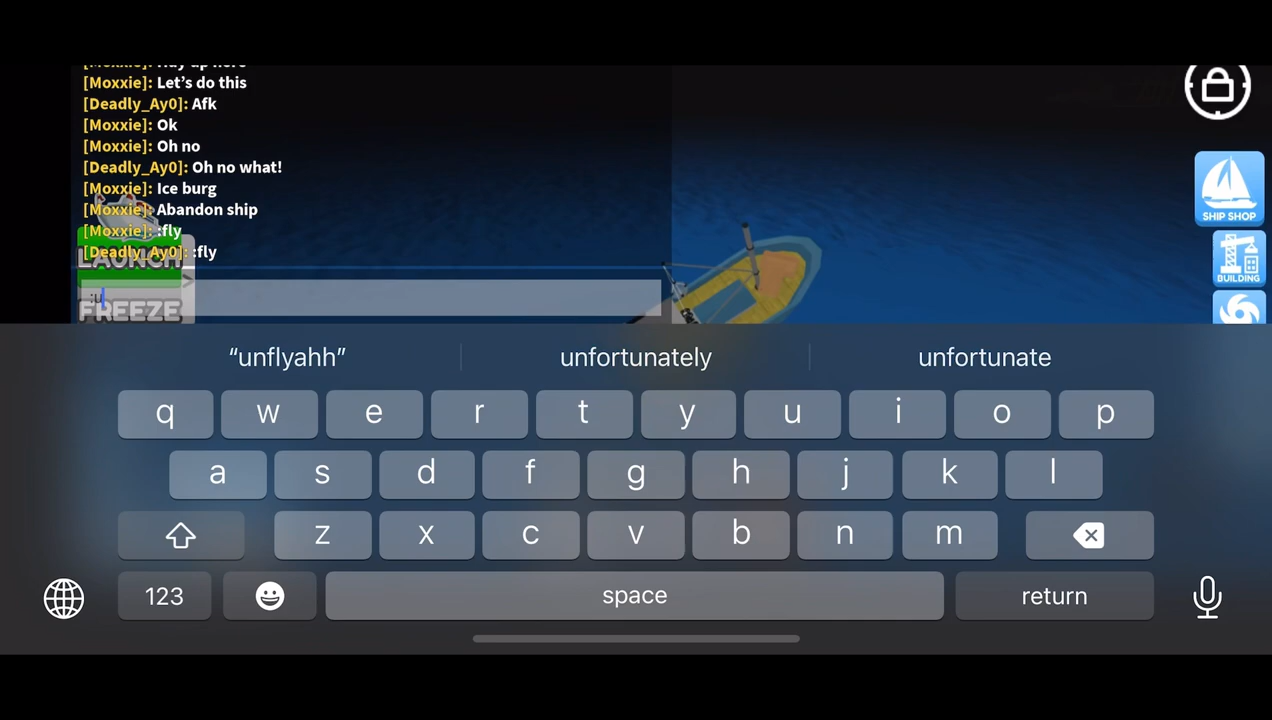 [Moxxie]: Let's do this
[Deadly_Ay0]: Afk
[Moxxie]: Ok
[Moxxie]: Oh no
[Deadly_Ay0]: Oh no what!
[Moxxie]: Ice burg
[Moxxie]: Abandon ship
[Moxxie]: :fly
[Deadly_Ay0]: :fly
LAUNCH
:u
FREEZE
SHIP SHOP
BUILDING
“unflyahh” unfortunately unfortunate
q w e r t y u i o p
a s d f g h j k l
z x c v b n m
123 space return